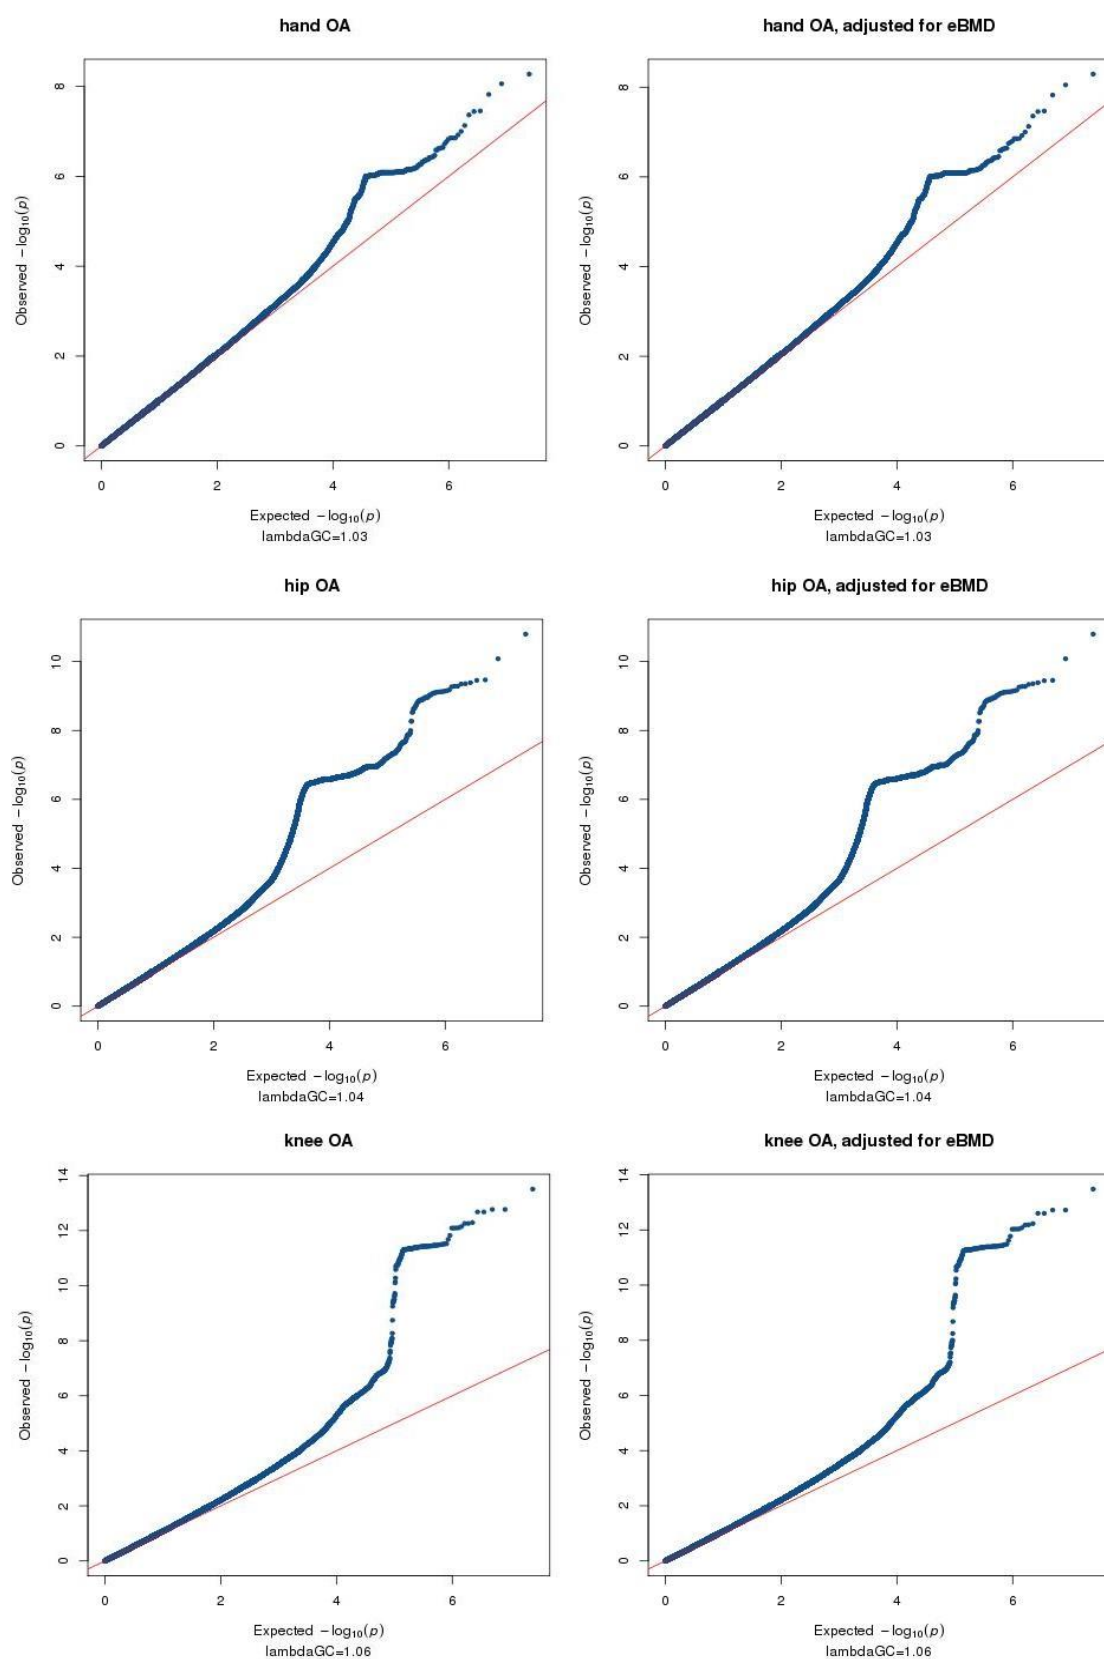 hand OA
8
6
4
2
0
Observed −log10(p)
0 2 4 6
Expected −log10(p)
lambdaGC=1.03
hand OA, adjusted for eBMD
8
6
4
2
0
Observed −log10(p)
0 2 4 6
Expected −log10(p)
lambdaGC=1.03
hip OA
10
8
6
4
2
0
Observed −log10(p)
0 2 4 6
Expected −log10(p)
lambdaGC=1.04
hip OA, adjusted for eBMD
10
8
6
4
2
0
Observed −log10(p)
0 2 4 6
Expected −log10(p)
lambdaGC=1.04
knee OA
14
12
10
8
6
4
2
0
Observed −log10(p)
0 2 4 6
Expected −log10(p)
lambdaGC=1.06
knee OA, adjusted for eBMD
14
12
10
8
6
4
2
0
Observed −log10(p)
0 2 4 6
Expected −log10(p)
lambdaGC=1.06